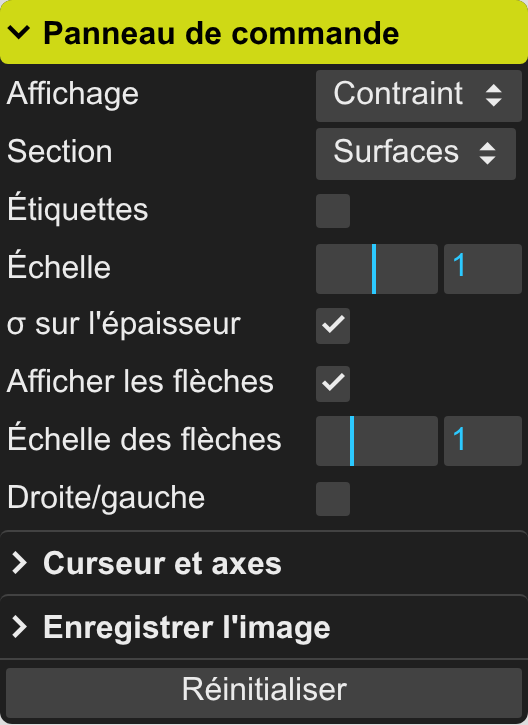 Panneau de commande
Affichage Contraint
Section Surfaces
Étiquettes
Échelle 1
σ sur l'épaisseur
Afficher les flèches
Échelle des flèches 1
Droite/gauche
Curseur et axes
Enregistrer l'image
Réinitialiser